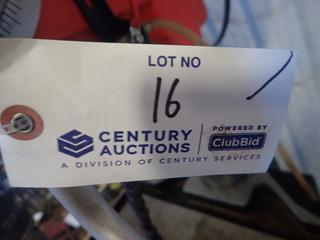 LOT NO
16
CENTURY AUCTIONS
POWERED BY
ClubBid
A DIVISION OF CENTURY SERVICES